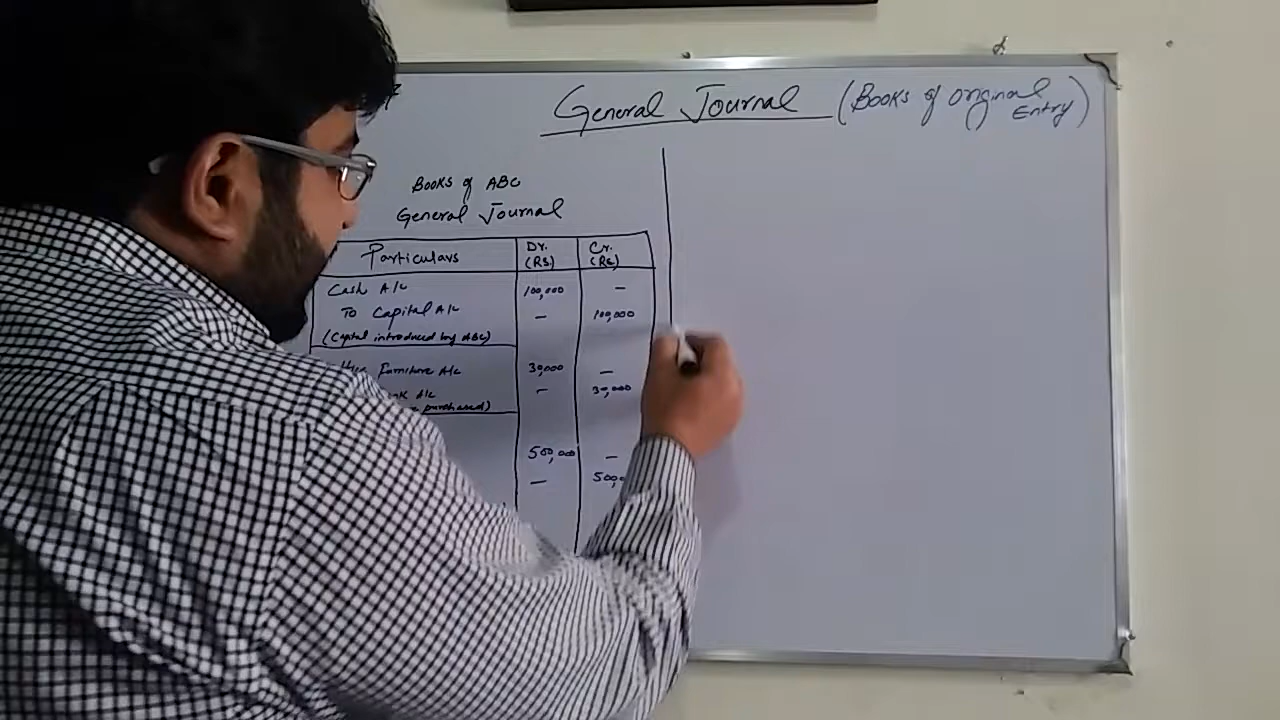 General Journal (Books of original Entry)
Books of ABC
General Journal
Particulars Dr. (Rs) Cr. (Rs)
Cash A/c 100,000 —
To Capital A/c — 100,000
(Capital introduced by ABC)
Furniture A/c 30,000 —
A/c — 30,000
purchased)
500,000 —
—